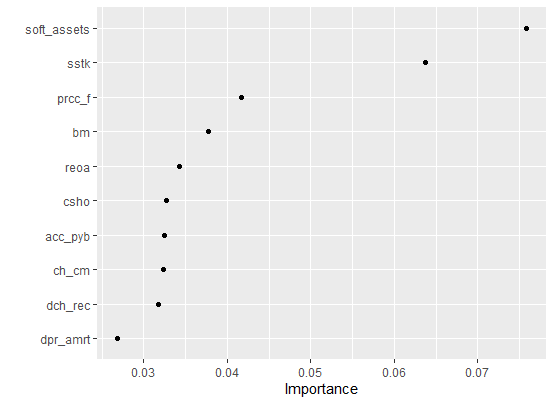 soft_assets
sstk
prcc_f
bm
reoa
csho
acc_pyb
ch_cm
dch_rec
dpr_amrt
0.03 0.04 0.05 0.06 0.07
Importance